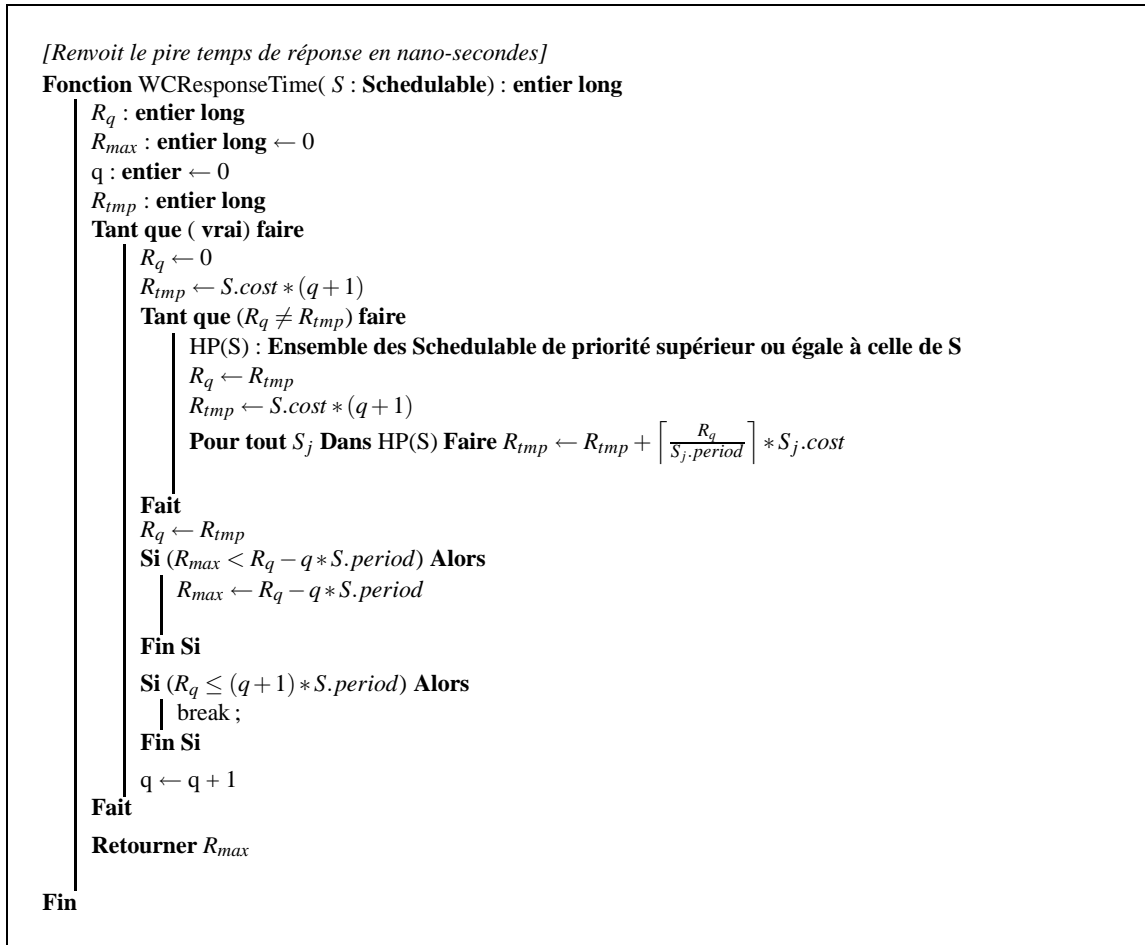 [Renvoit le pire temps de réponse en nano-secondes]
Fonction WCResponseTime( S : Schedulable) : entier long
R_q : entier long
R_max : entier long ← 0
q : entier ← 0
R_tmp : entier long
Tant que ( vrai) faire
R_q ← 0
R_tmp ← S.cost ∗ (q + 1)
Tant que (R_q ≠ R_tmp) faire
HP(S) : Ensemble des Schedulable de priorité supérieur ou égale à celle de S
R_q ← R_tmp
R_tmp ← S.cost ∗ (q + 1)
Pour tout S_j Dans HP(S) Faire R_tmp ← R_tmp + ⌈R_q / S_j.period⌉ ∗ S_j.cost
Fait
R_q ← R_tmp
Si (R_max < R_q − q ∗ S.period) Alors
R_max ← R_q − q ∗ S.period
Fin Si
Si (R_q ≤ (q + 1) ∗ S.period) Alors
break ;
Fin Si
q ← q + 1
Fait
Retourner R_max
Fin